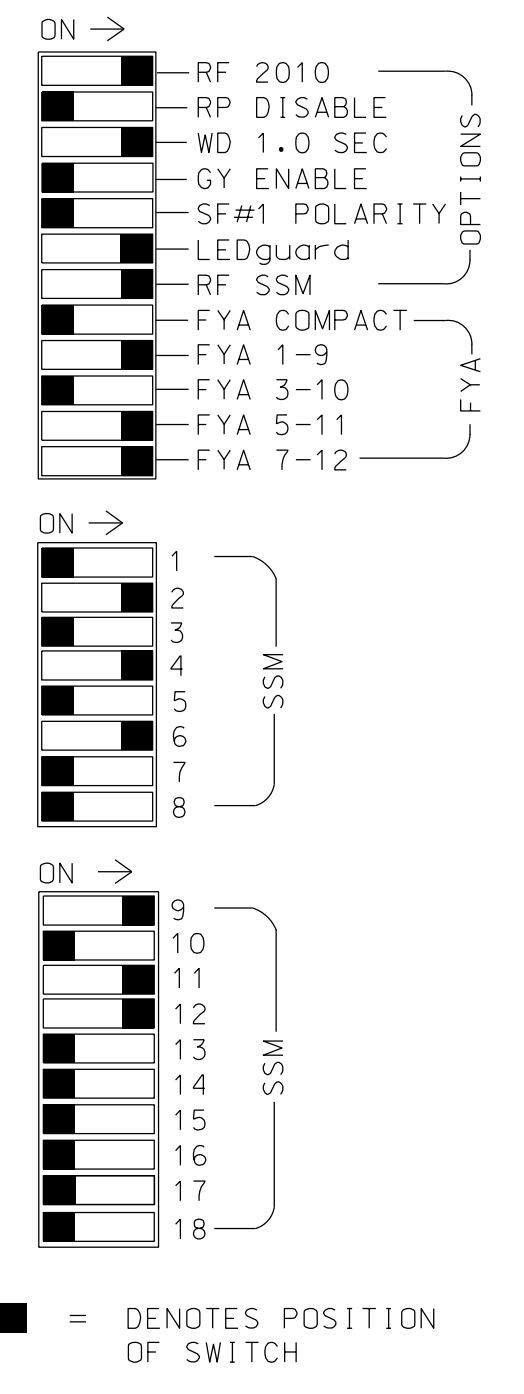 ON →
RF 2010
RP DISABLE
WD 1.0 SEC
GY ENABLE
SF#1 POLARITY
LEDguard
RF SSM
OPTIONS
FYA COMPACT
FYA 1-9
FYA 3-10
FYA 5-11
FYA 7-12
FYA
ON →
1
2
3
4
5
6
7
8
SSM
ON →
9
10
11
12
13
14
15
16
17
18
SSM
= DENOTES POSITION
OF SWITCH